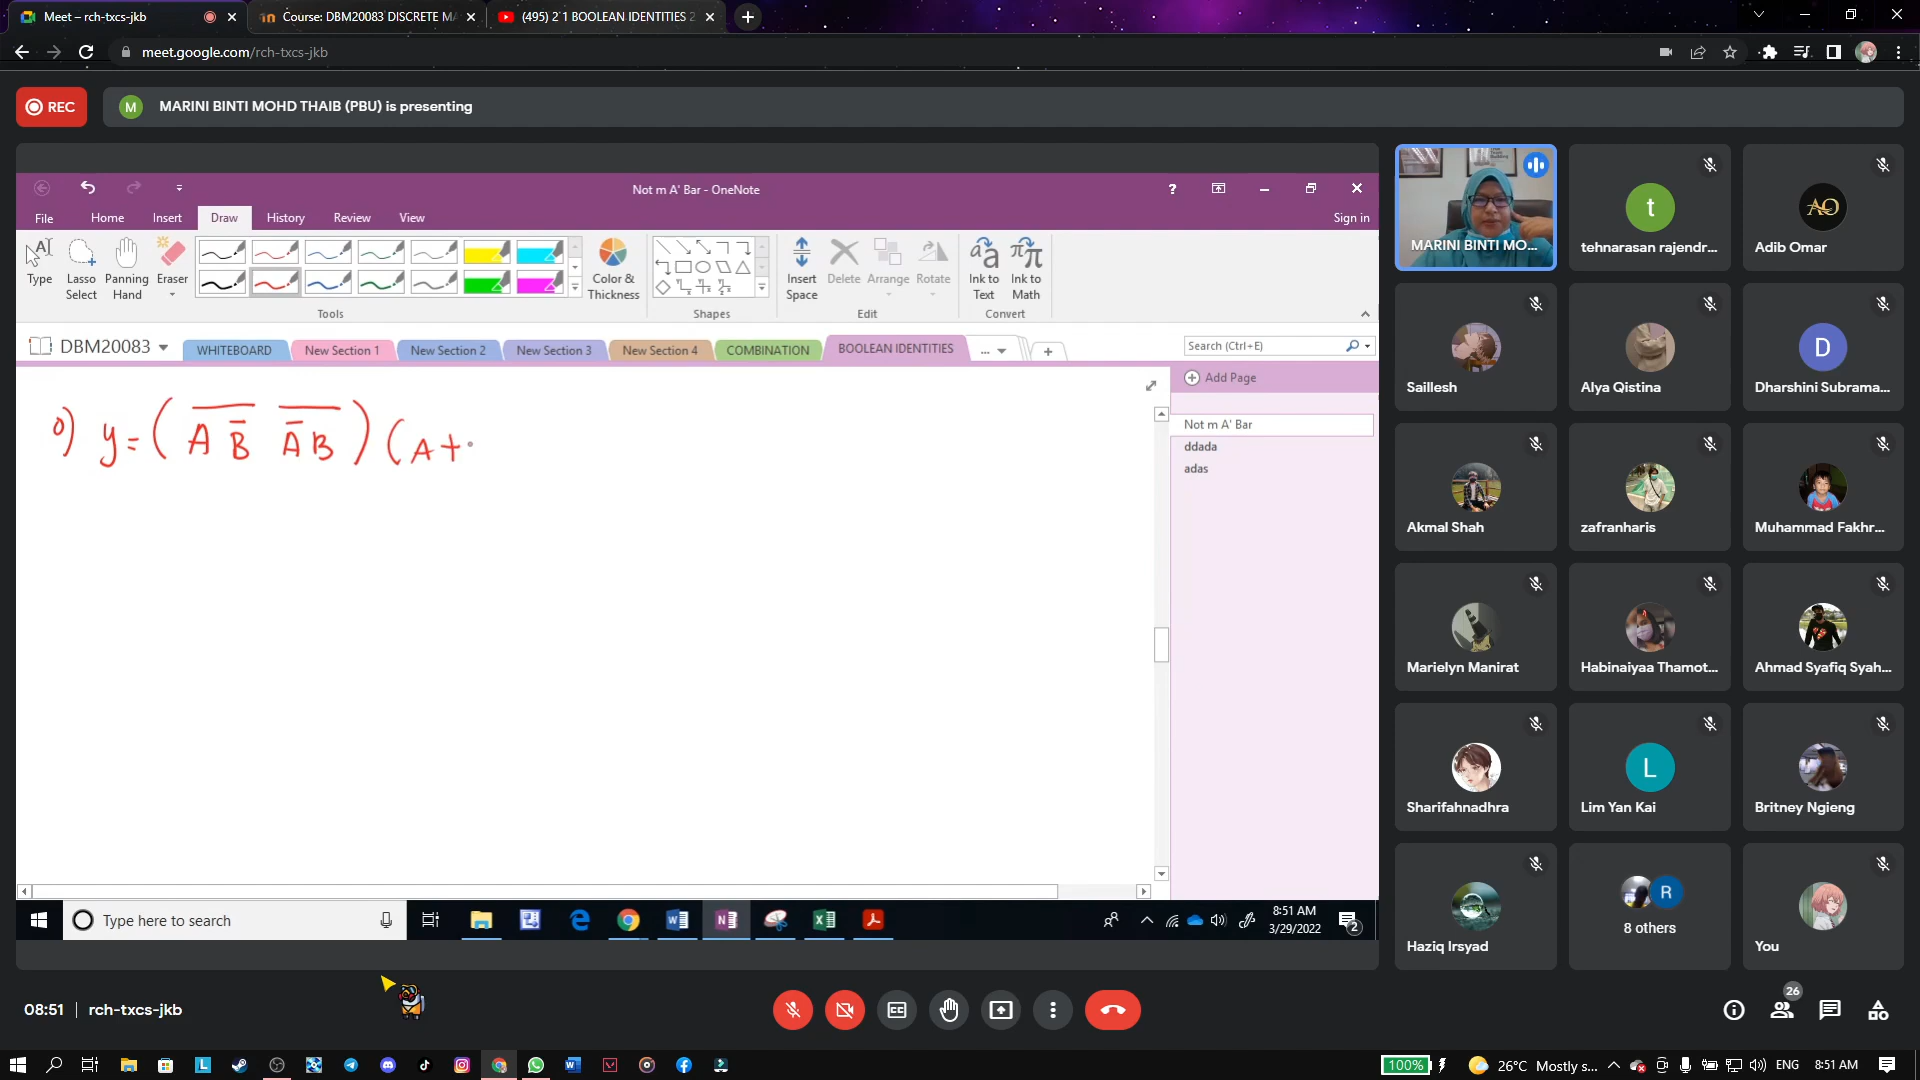 Meet – rch-txcs-jkb
Course: DBM20083 DISCRETE MA
(495) 2 1 BOOLEAN IDENTITIES 2
meet.google.com/rch-txcs-jkb
REC
M
MARINI BINTI MOHD THAIB (PBU) is presenting
Not m A' Bar - OneNote
File Home Insert Draw History Review View
Sign in
Type
Lasso Select
Panning Hand
Eraser
Color & Thickness
Insert Space
Delete
Arrange
Rotate
Ink to Text
Ink to Math
Tools
Shapes
Edit
Convert
DBM20083
WHITEBOARD
New Section 1
New Section 2
New Section 3
New Section 4
COMBINATION
BOOLEAN IDENTITIES
...
Search (Ctrl+E)
Add Page
Not m A' Bar
ddada
adas
y = ( \overline{A \overline{B}} \overline{\overline{A} B} ) ( A +
Type here to search
8:51 AM
3/29/2022
2
MARINI BINTI MO...
t
tehnarasan rajendr...
AO
Adib Omar
Saillesh
Alya Qistina
D
Dharshini Subrama...
Akmal Shah
zafranharis
Muhammad Fakhr...
Marielyn Manirat
Habinaiyaa Thamot...
Ahmad Syafiq Syah...
Sharifahnadhra
L
Lim Yan Kai
Britney Ngieng
Haziq Irsyad
R
8 others
You
08:51 | rch-txcs-jkb
26
100%
26°C Mostly s...
ENG
8:51 AM